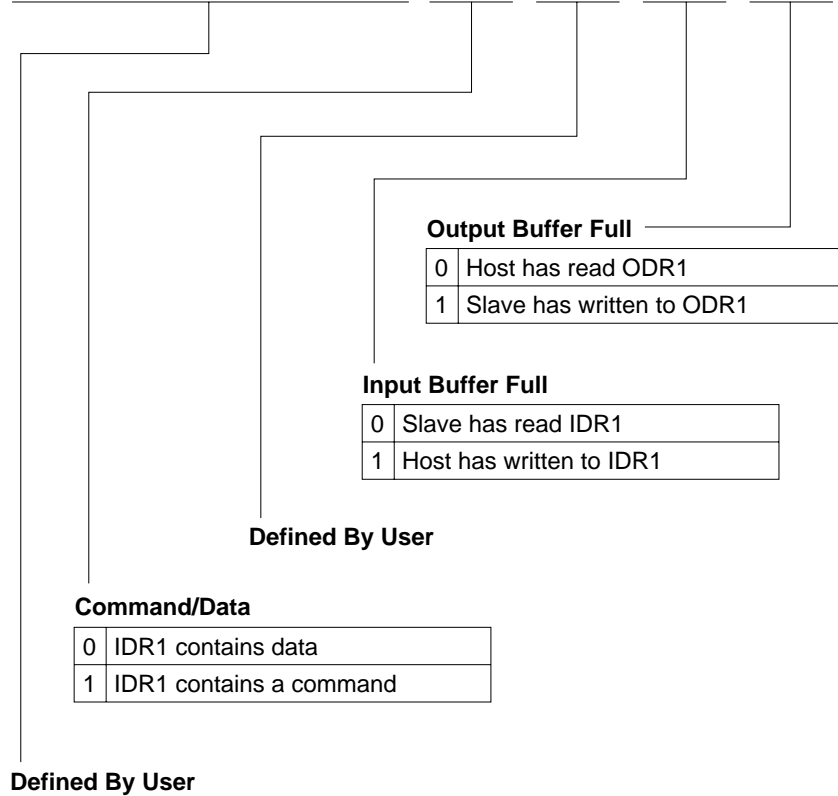 Output Buffer Full
0 Host has read ODR1
1 Slave has written to ODR1
Input Buffer Full
0 Slave has read IDR1
1 Host has written to IDR1
Defined By User
Command/Data
0 IDR1 contains data
1 IDR1 contains a command
Defined By User